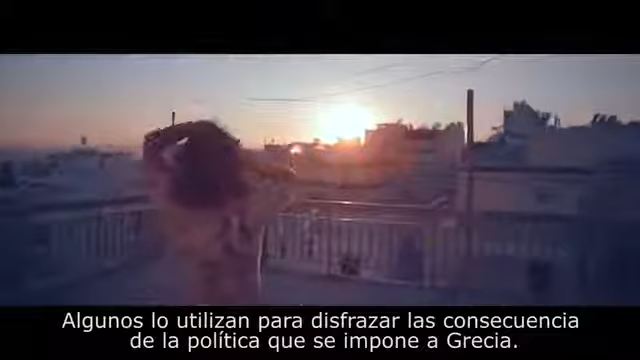 Algunos lo utilizan para disfrazar las consecuencia
de la política que se impone a Grecia.